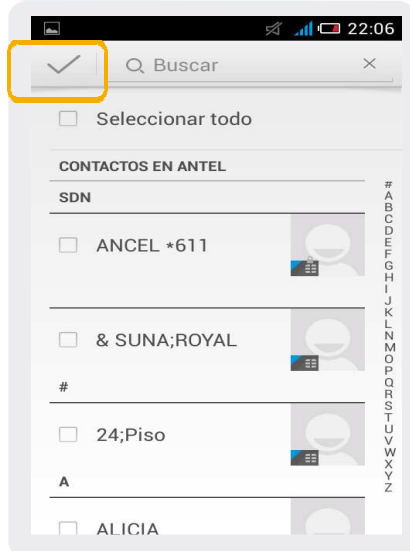 22:06
Buscar
Seleccionar todo
CONTACTOS EN ANTEL
SDN
ANCEL *611
& SUNA;ROYAL
#
24;Piso
A
ALICIA
#
A
B
C
D
E
F
G
H
I
J
K
L
N
M
O
P
Q
R
S
T
U
V
W
X
Y
Z